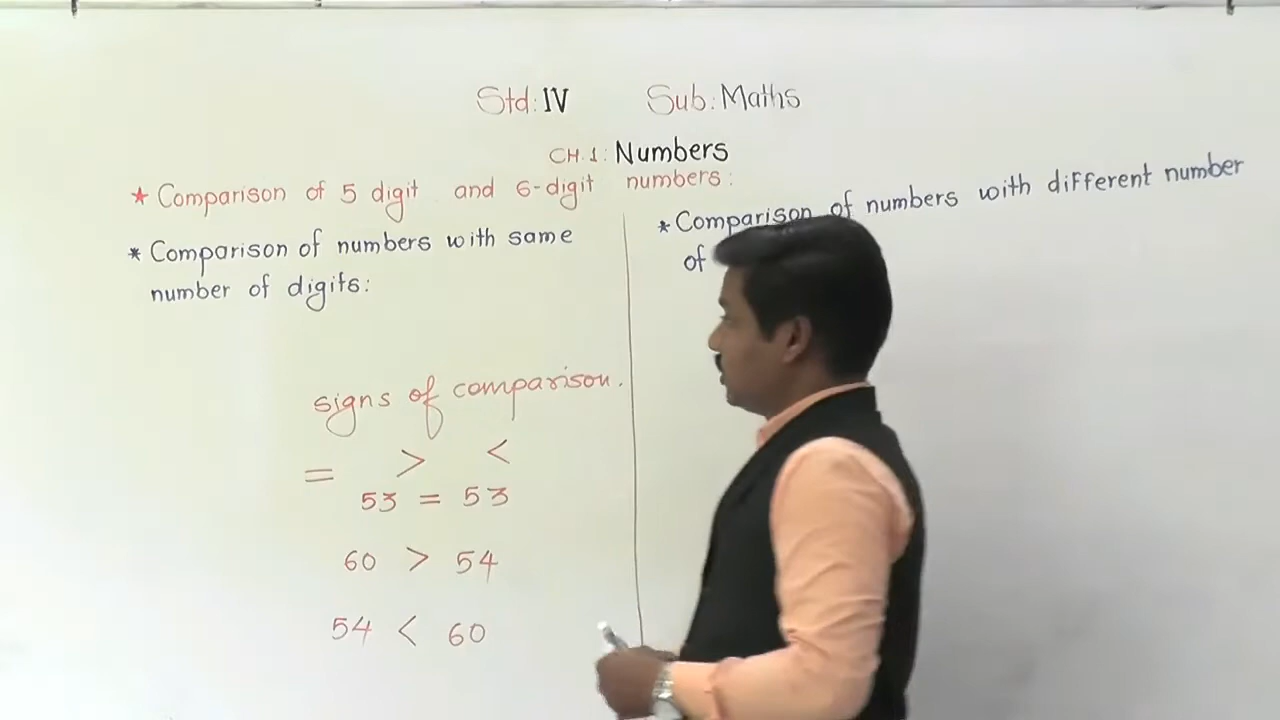 Std: IV Sub: Maths
CH. 1: Numbers
* Comparison of 5 digit and 6-digit numbers:
* Comparison of numbers with same
number of digits:
signs of comparison.
= > <
53 = 53
60 > 54
54 < 60
* Comparison of numbers with different number
of